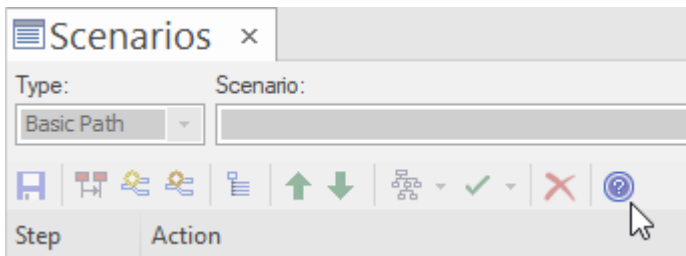 Scenarios ×
Type: Scenario:
Basic Path
Step Action